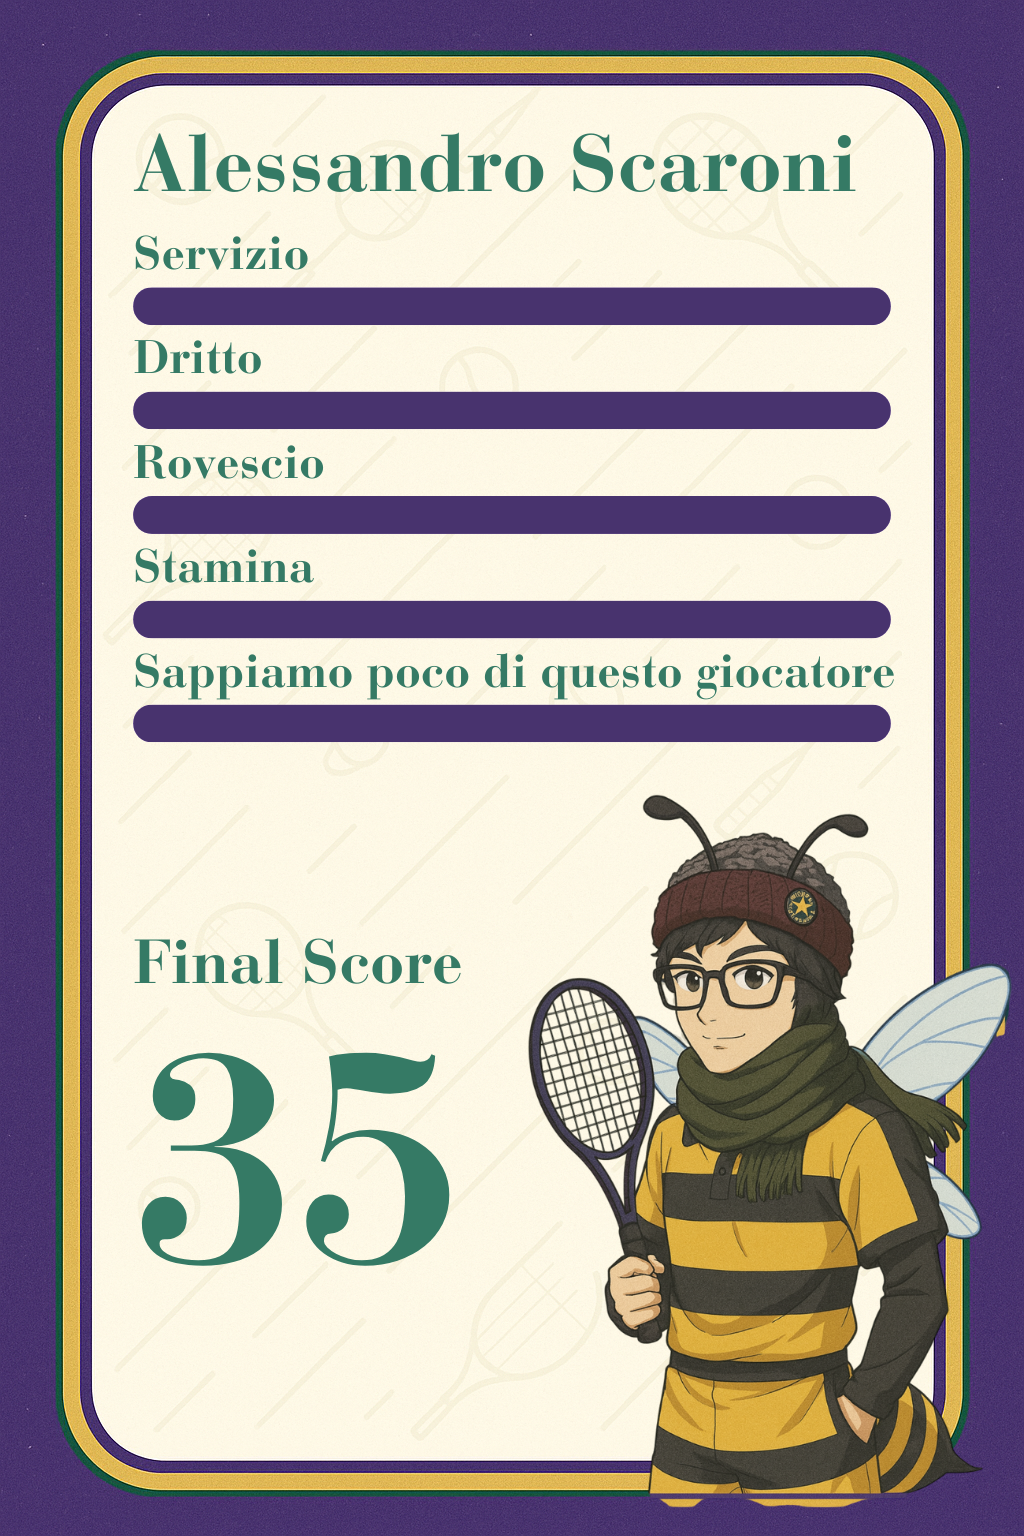 Alessandro Scaroni
Servizio
Dritto
Rovescio
Stamina
Sappiamo poco di questo giocatore
Final Score
35